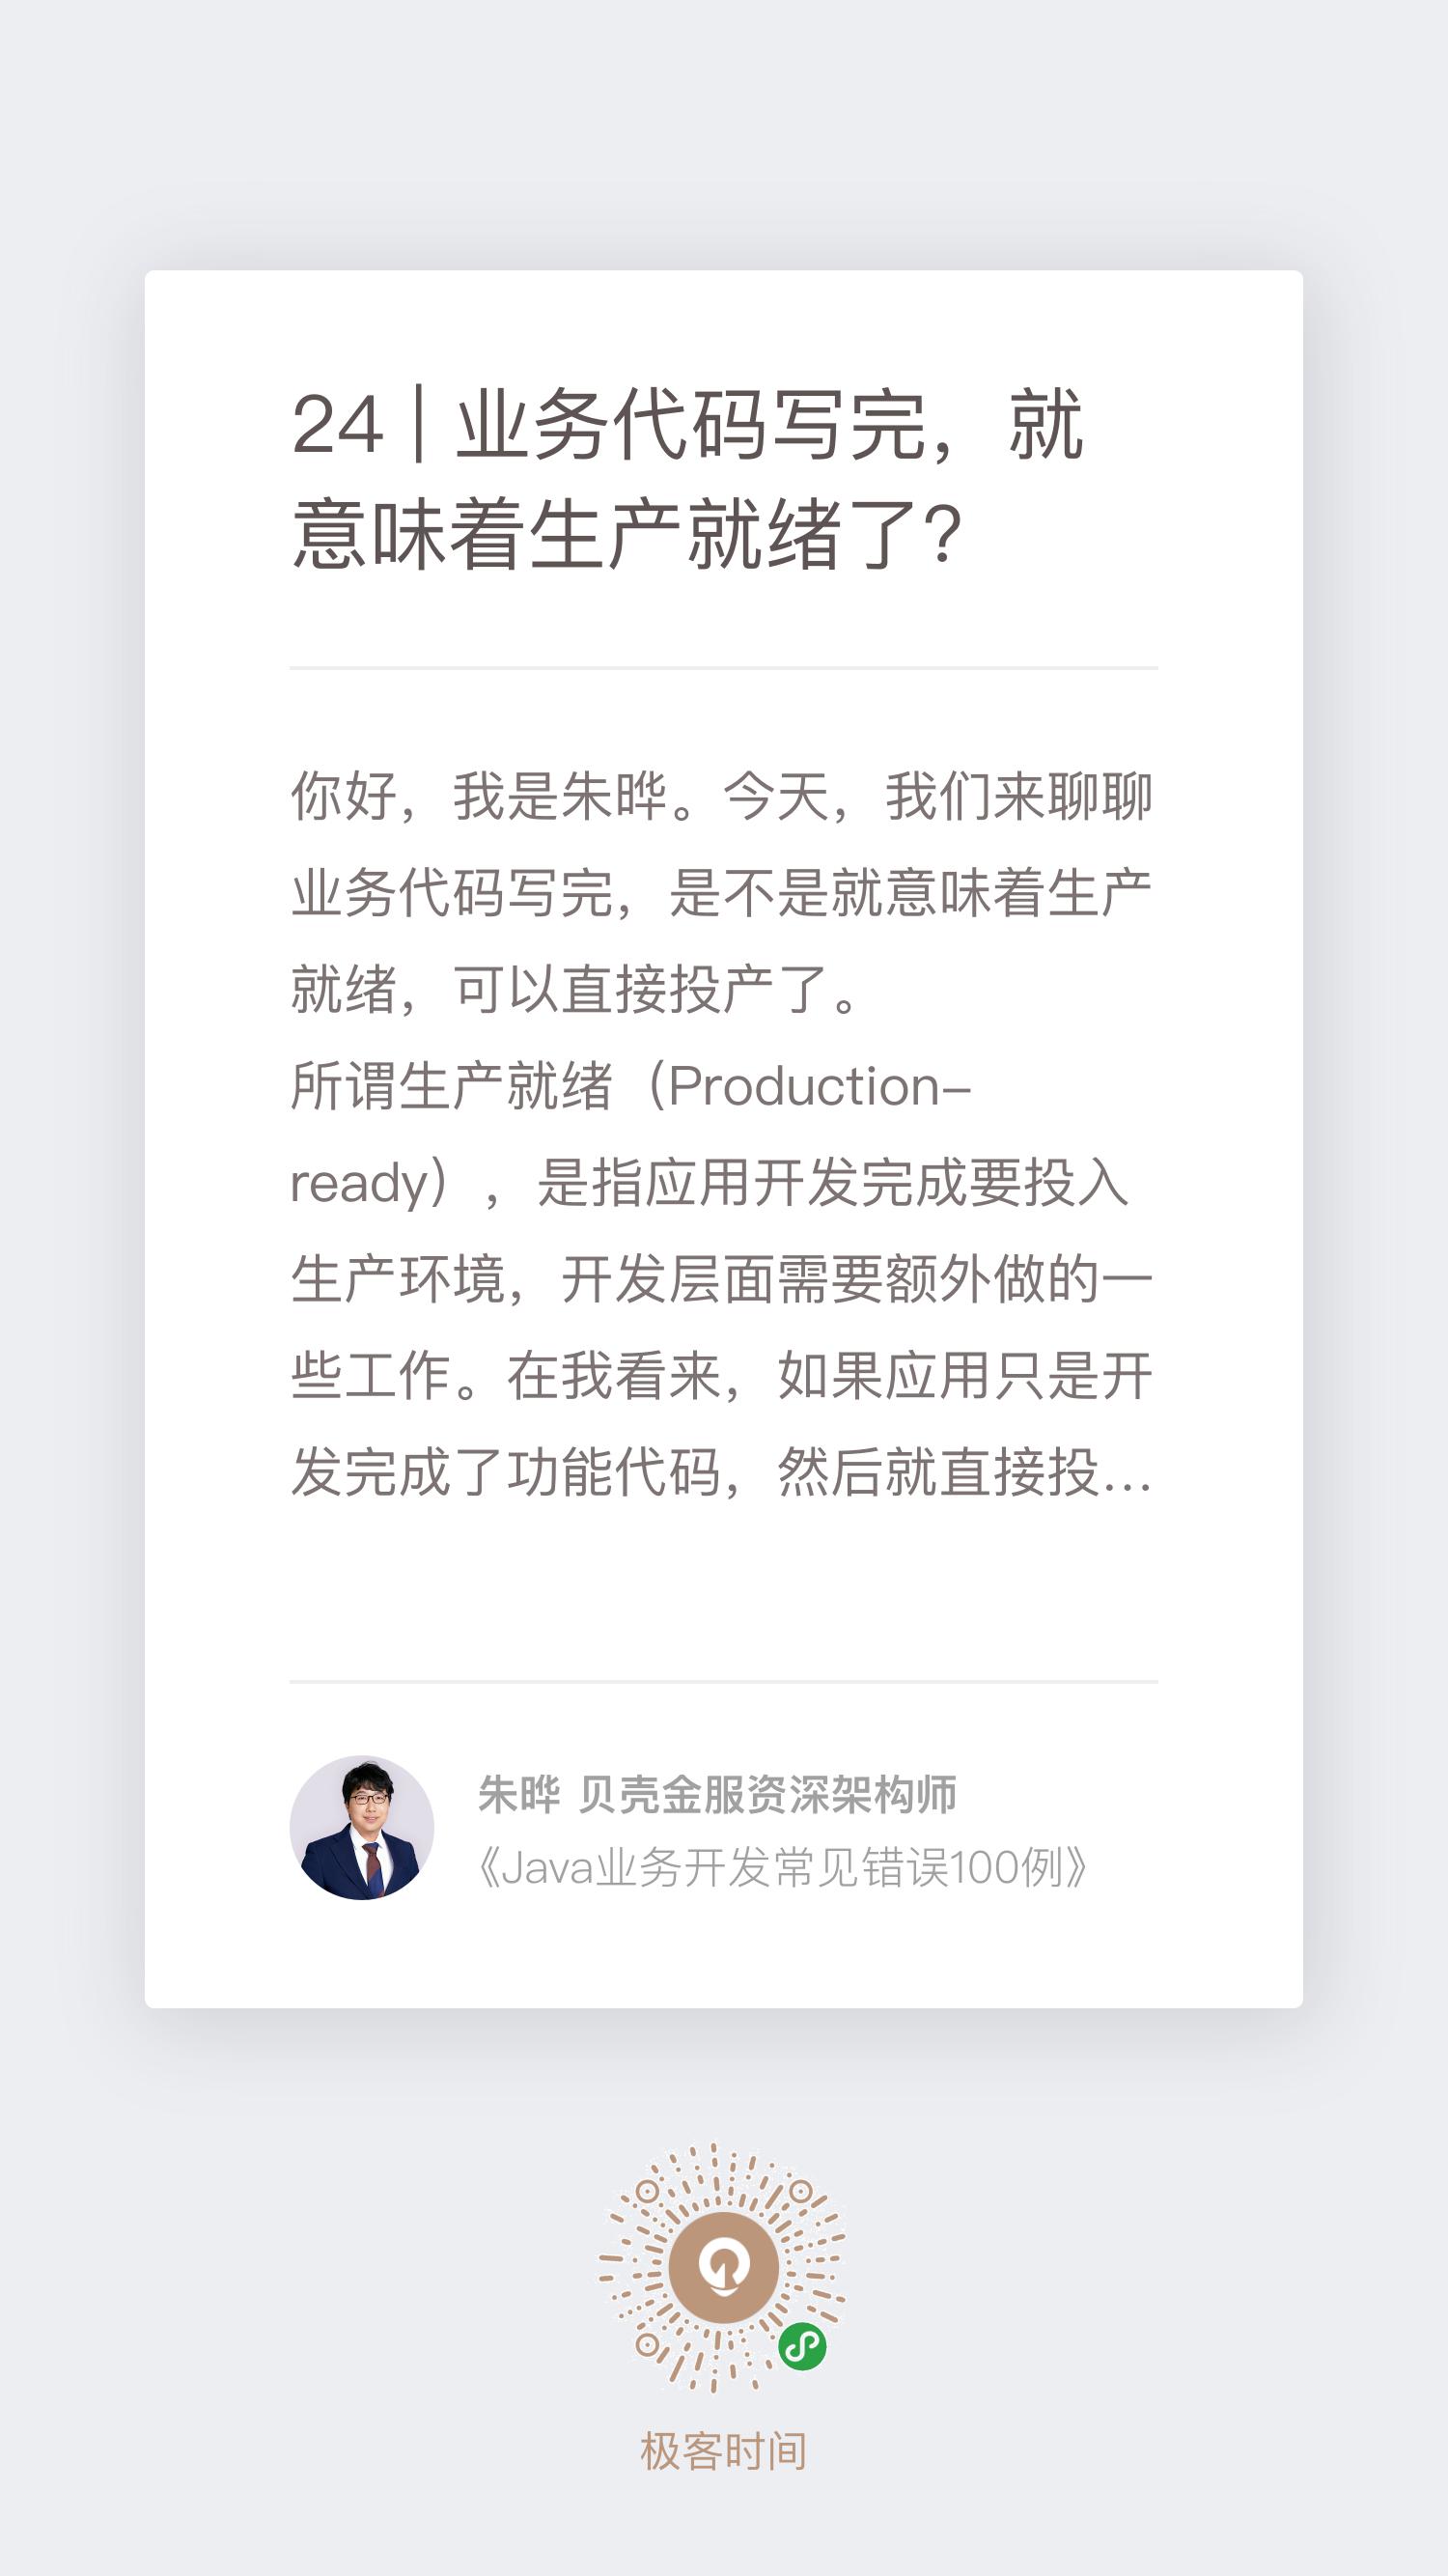 24 | 业务代码写完，就
意味着生产就绪了？
你好，我是朱晔。今天，我们来聊聊
业务代码写完，是不是就意味着生产
就绪，可以直接投产了。
所谓生产就绪（Production-
ready），是指应用开发完成要投入
生产环境，开发层面需要额外做的一
些工作。在我看来，如果应用只是开
发完成了功能代码，然后就直接投...
朱晔 贝壳金服资深架构师
《Java业务开发常见错误100例》
极客时间